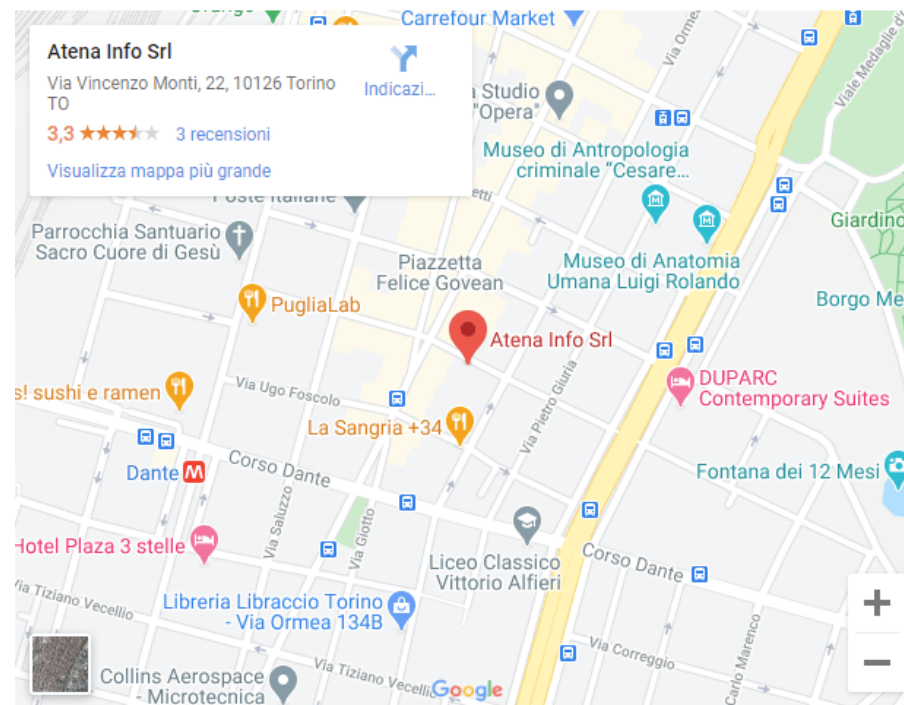 Carrefour Market
Atena Info Srl
Via Vincenzo Monti, 22, 10126 Torino
TO
3,3
3 recensioni
Indicazi...
Visualizza mappa più grande
Via Ormea
Viale Medaglie d'
Studio
"Opera"
Museo di Antropologia
criminale "Cesare...
etti
Poste Italiane
Parrocchia Santuario
Sacro Cuore di Gesù
Piazzetta
Felice Govean
Museo di Anatomia
Umana Luigi Rolando
Giardino
Borgo Me
PugliaLab
Atena Info Srl
DUPARC
Contemporary Suites
s! sushi e ramen
Via Ugo Foscolo
La Sangria +34
Via Pietro Giuria
Dante
M
Corso Dante
Fontana dei 12 Mesi
Via Saluzzo
Via Giotto
Hotel Plaza 3 stelle
Liceo Classico
Vittorio Alfieri
Corso Dante
Via Tiziano Vecellio
Libreria Libraccio Torino
- Via Ormea 134B
Via Correggio
Carlo Marenco
Collins Aerospace
- Microtecnica
Via Tiziano Vecellio
Google
+
−